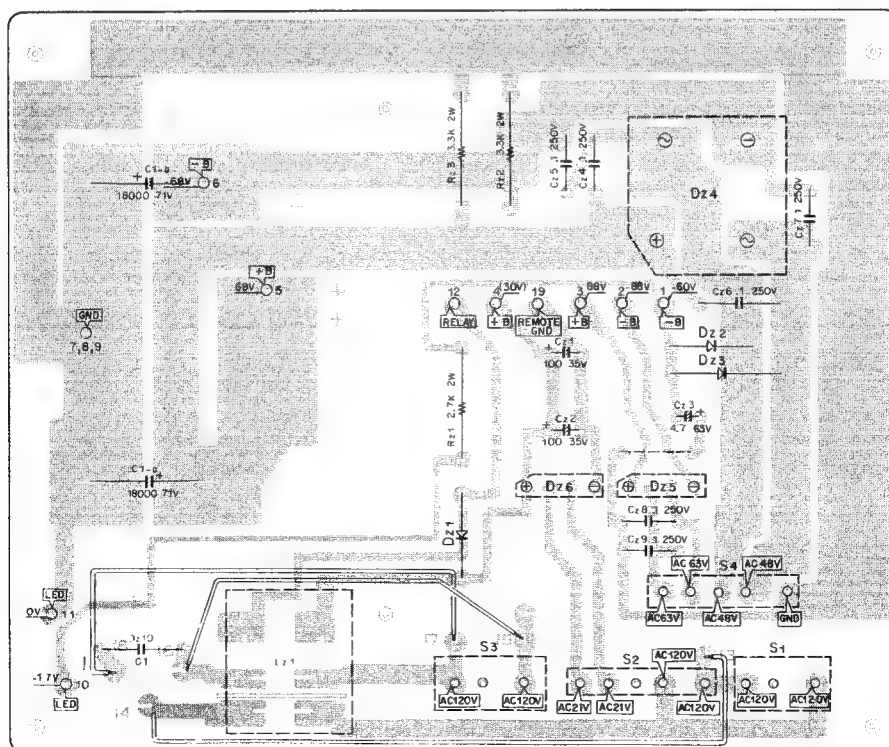 Rz3 3.3K 2W
Rz2 3.3K 2W
Cz5 .1 250V
Cz4 .1 250V
Dz4
Cz7 .1 250V
-B
C1-b
-68V
6
18000 71V
+B
68V
5
GND
7,8,9
12
4
(30V)
19
3
68V
2
1
-60V
RELAY
+B
REMOTE GND
+B
-B
-B
Cz6 .1 250V
Dz2
Dz3
Cz1
100 35V
Rz1 2.7K 2W
Cz2
100 35V
Cz3
4.7 63V
C1-a
18000 71V
Dz6
Dz5
Dz1
Cz8 .1 250V
Cz9 .1 250V
S4
AC63V
AC48V
AC63V
AC48V
GND
LED
0V
11
Cz10
C1
Lz1
S3
AC120V
AC120V
S2
AC120V
AC21V
AC21V
AC120V
S1
AC120V
AC120V
-1.7V
10
LED